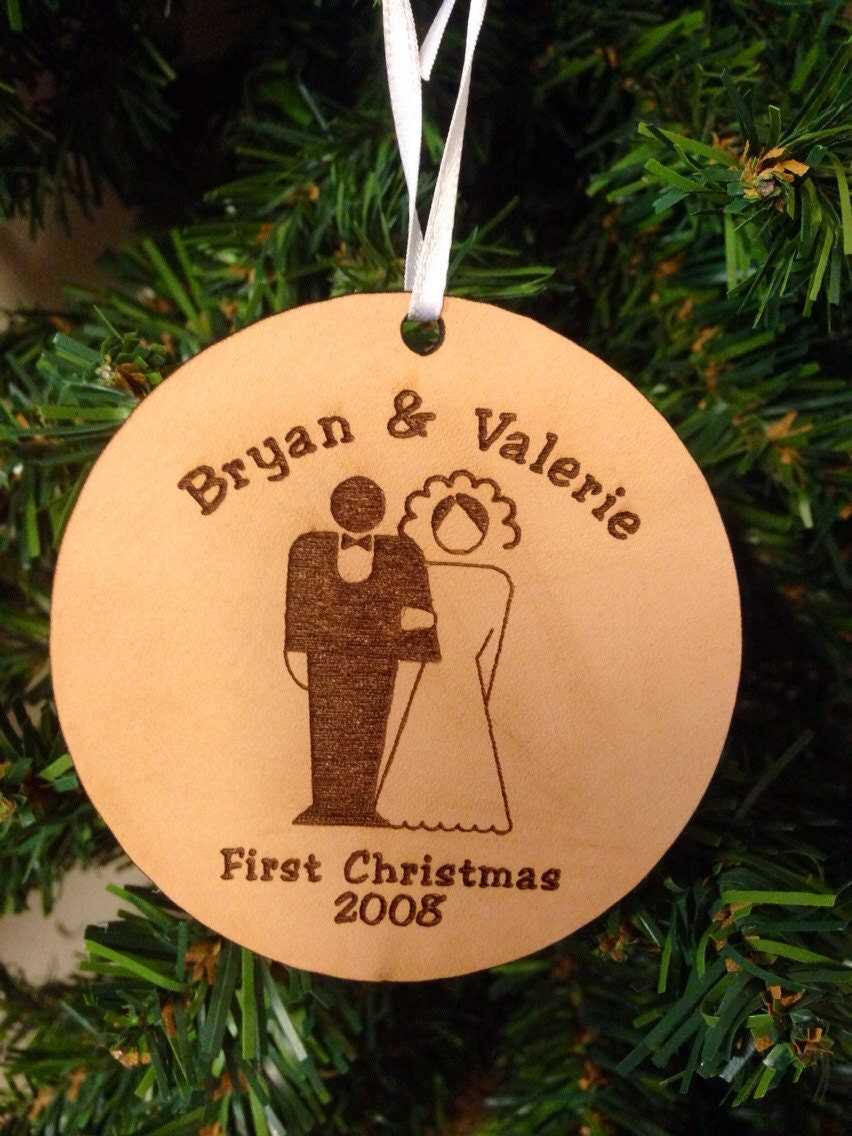 Bryan & Valerie
First Christmas
2008